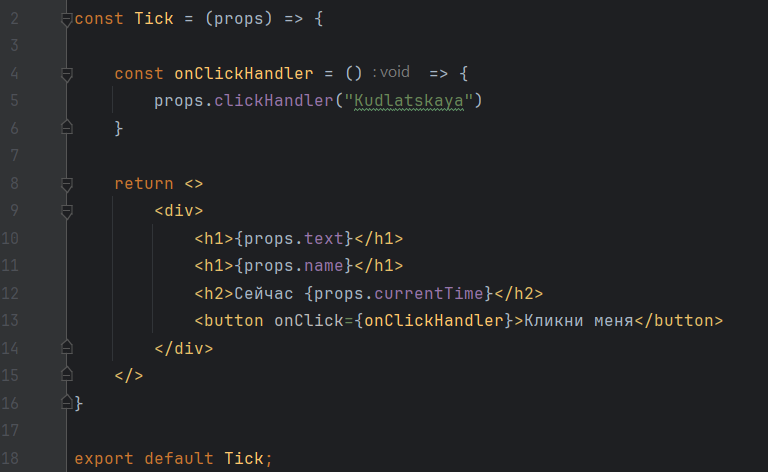 2 const Tick = (props) => {
3
4 const onClickHandler = () : void => {
5 props.clickHandler("Kudlatskaya")
6 }
7
8 return <>
9 <div>
10 <h1>{props.text}</h1>
11 <h1>{props.name}</h1>
12 <h2>Сейчас {props.currentTime}</h2>
13 <button onClick={onClickHandler}>Кликни меня</button>
14 </div>
15 </>
16 }
17
18 export default Tick;